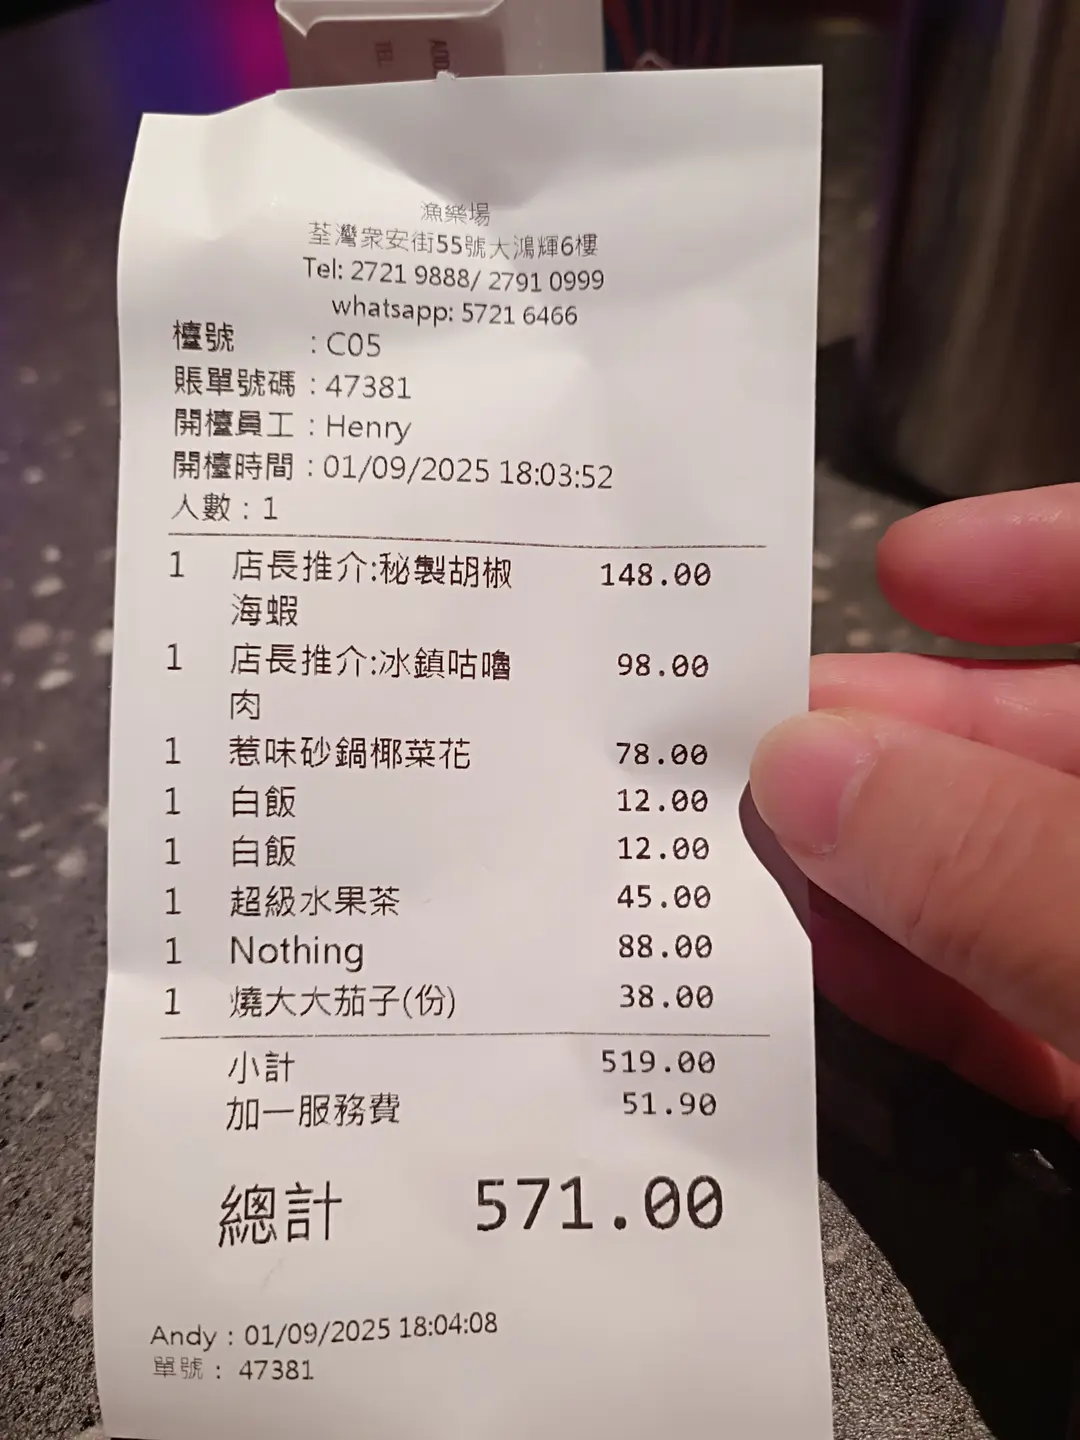 漁樂場
荃灣眾安街55號大鴻輝6樓
Tel: 2721 9888/ 2791 0999
whatsapp: 5721 6466
檯號 : C05
賬單號碼 : 47381
開檯員工 : Henry
開檯時間 : 01/09/2025 18:03:52
人數 : 1
1 店長推介:秘製胡椒 148.00
海蝦
1 店長推介:冰鎮咕嚕 98.00
肉
1 惹味砂鍋椰菜花 78.00
1 白飯 12.00
1 白飯 12.00
1 超級水果茶 45.00
1 Nothing 88.00
1 燒大大茄子(份) 38.00
小計 519.00
加一服務費 51.90
總計 571.00
Andy : 01/09/2025 18:04:08
單號 : 47381